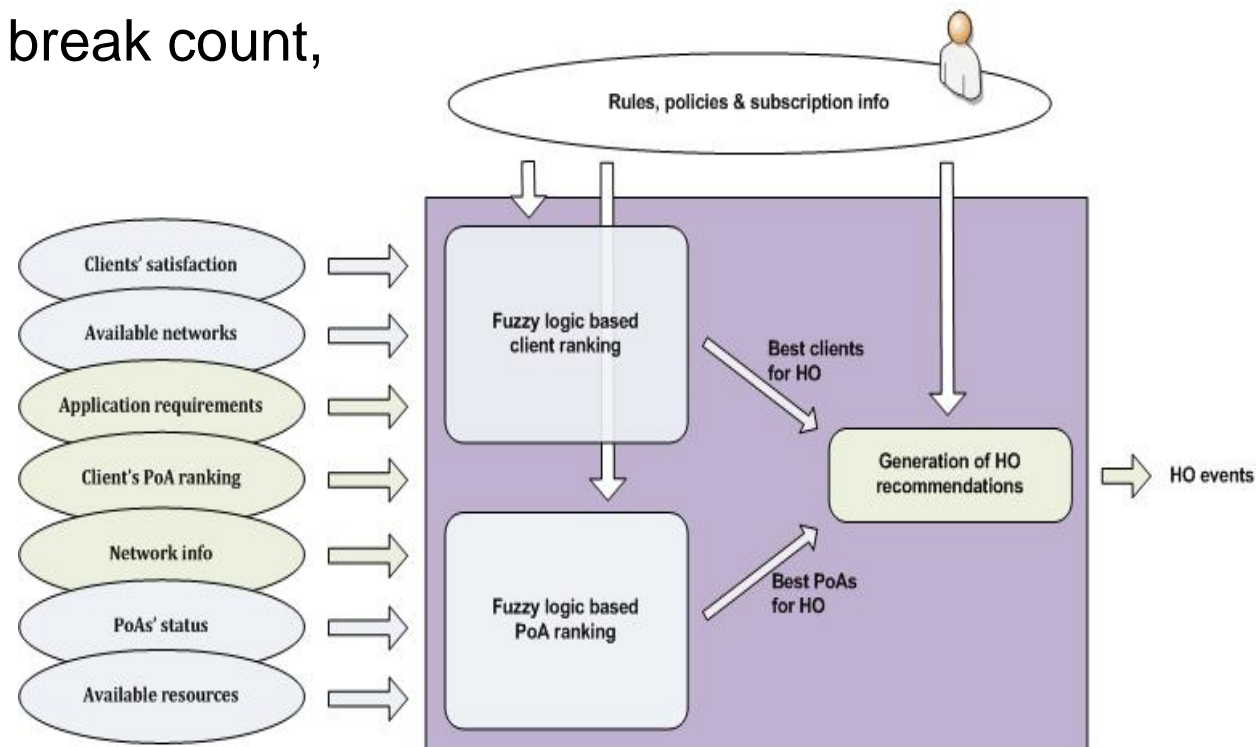 break count,
Rules, policies & subscription info
Clients' satisfaction
Available networks
Application requirements
Client's PoA ranking
Network info
PoAs' status
Available resources
Fuzzy logic based
client ranking
Best clients
for HO
Generation of HO
recommendations
HO events
Fuzzy logic based
PoA ranking
Best PoAs
for HO